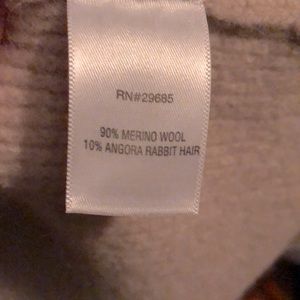 RN#29685
90% MERINO WOOL
10% ANGORA RABBIT HAIR